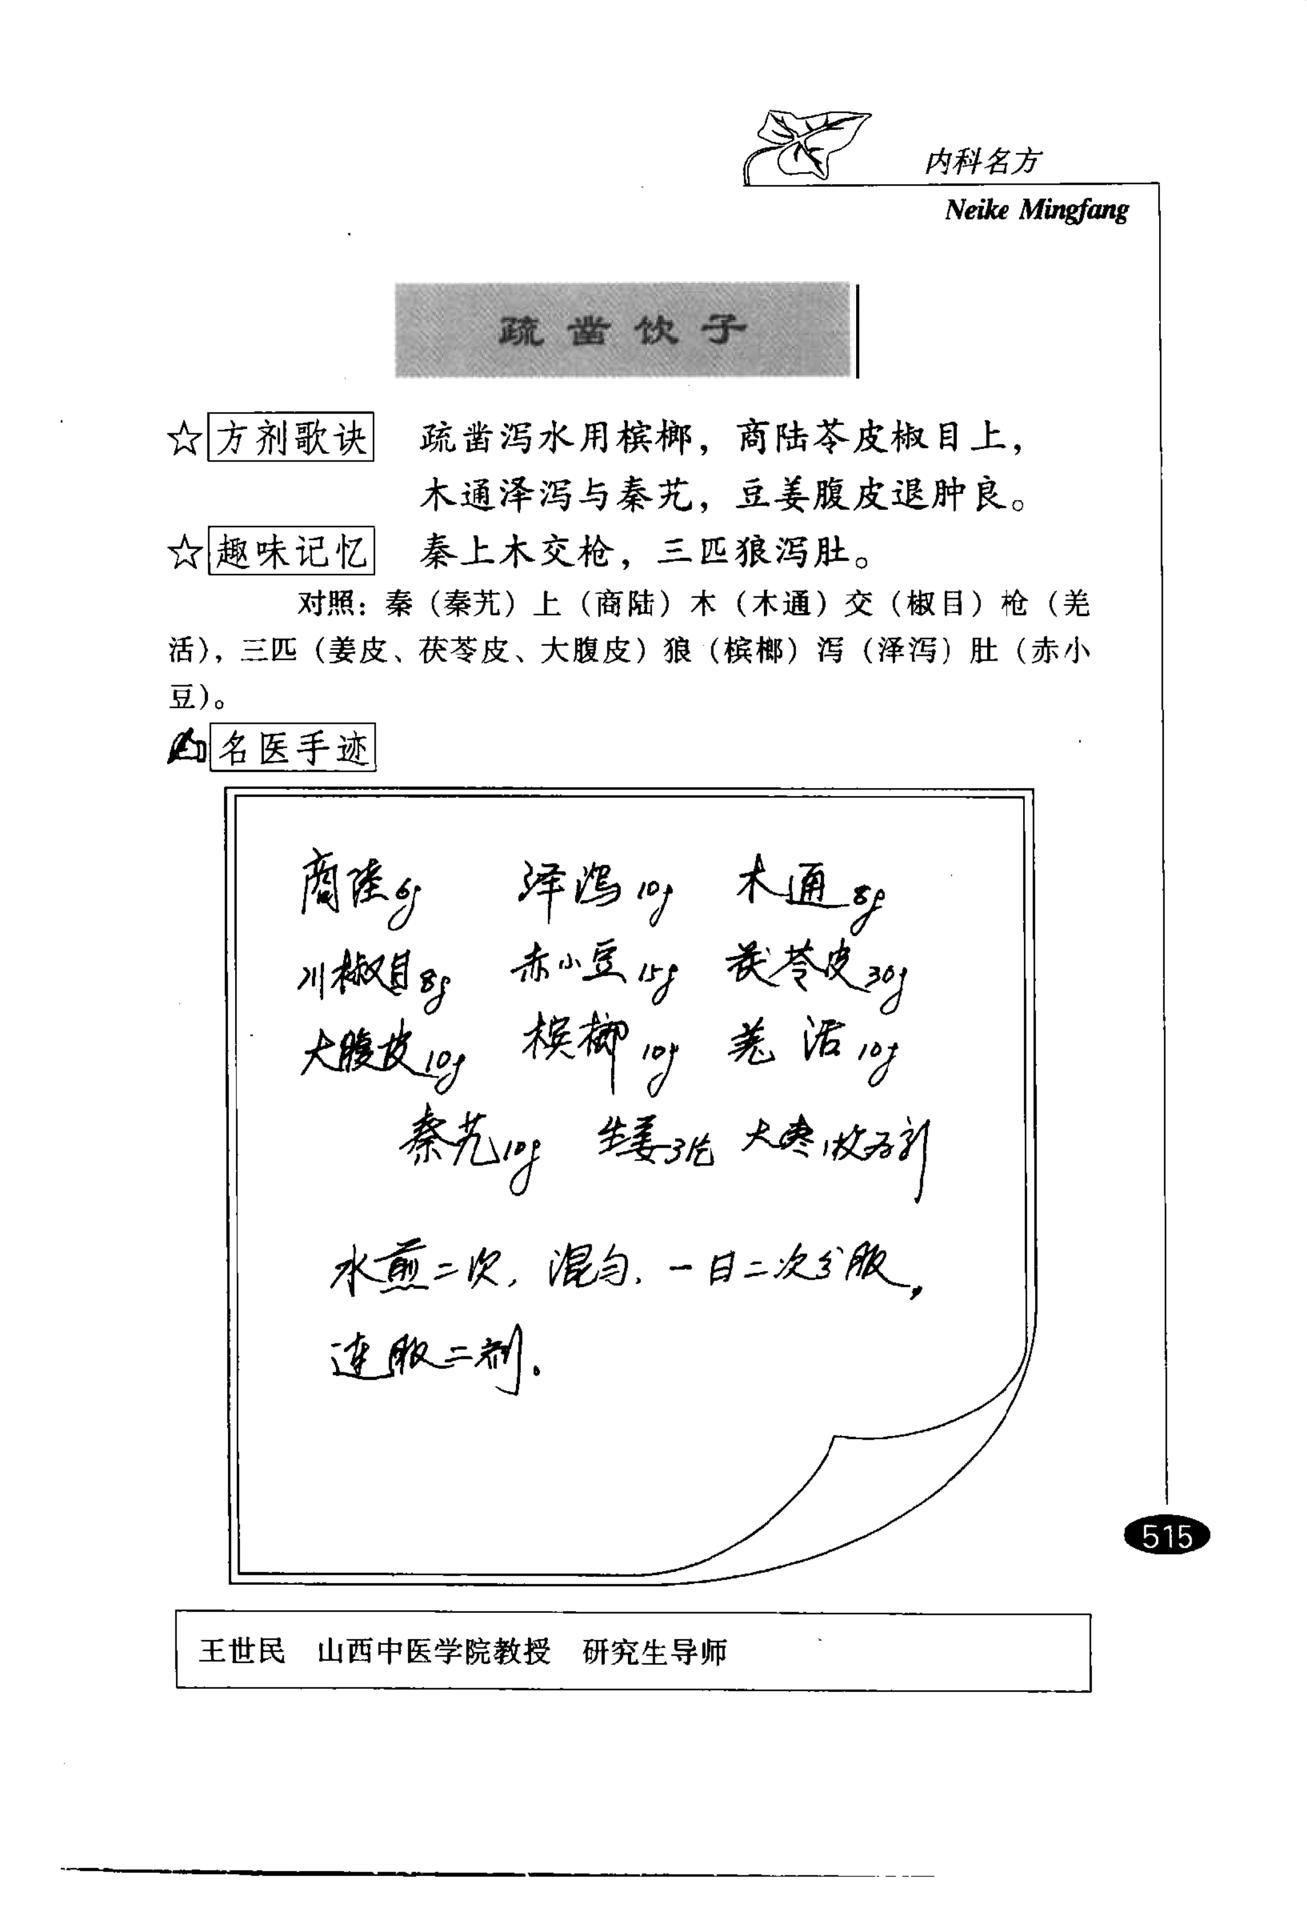 内科名方
Neike Mingfang
疏凿饮子
☆方剂歌诀 疏凿泻水用槟榔，商陆苓皮椒目上，
木通泽泻与秦艽，豆姜腹皮退肿良。
☆趣味记忆 秦上木交枪，三匹狼泻肚。
对照：秦（秦艽）上（商陆）木（木通）交（椒目）枪（羌
活），三匹（姜皮、茯苓皮、大腹皮）狼（槟榔）泻（泽泻）肚（赤小
豆）。
名医手迹
商陸6g 泽泻10g 木通8g
川椒目8g 赤小豆15g 茯苓皮30g
大腹皮10g 槟榔10g 羌活10g
秦艽10g 生姜3片 大枣1枚为引
水煎二次，混匀，一日二次分服，
连服二剂。
515
王世民 山西中医学院教授 研究生导师